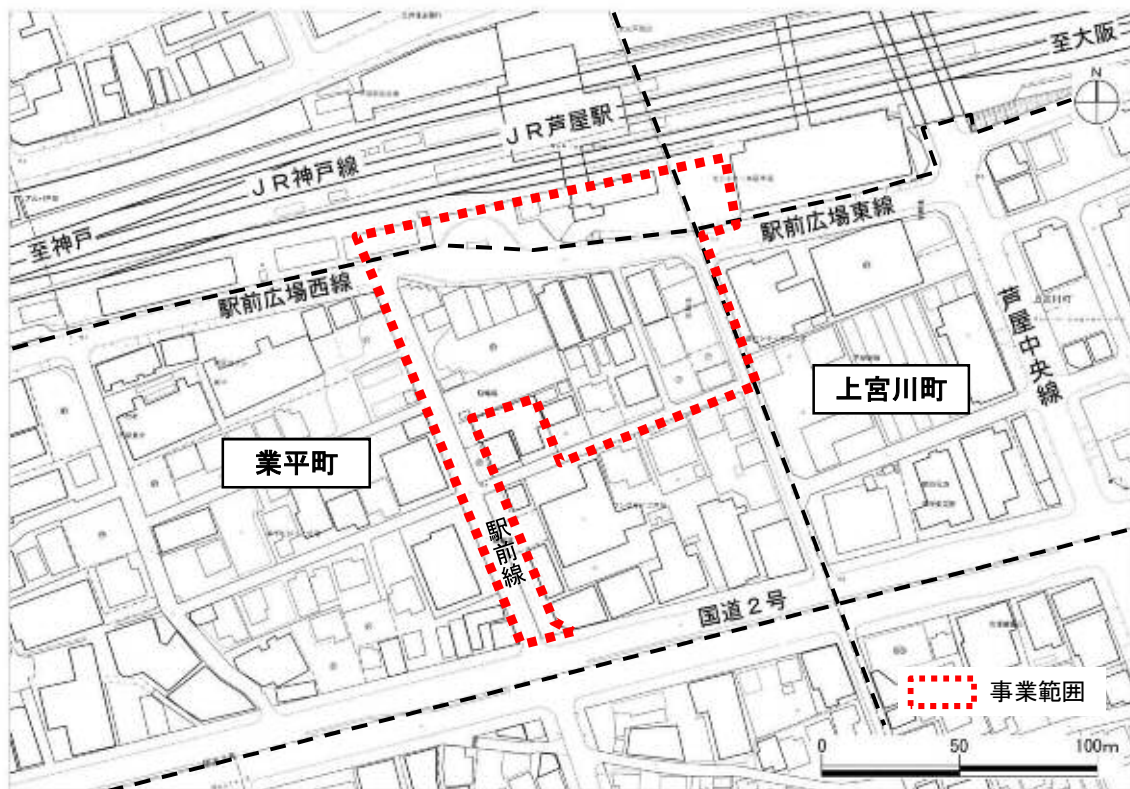 至大阪
N
JR芦屋駅
JR神戸線
至神戸
駅前広場東線
駅前広場西線
芦屋中央線
上宮川町
業平町
駅前線
国道2号
事業範囲
0 50 100m